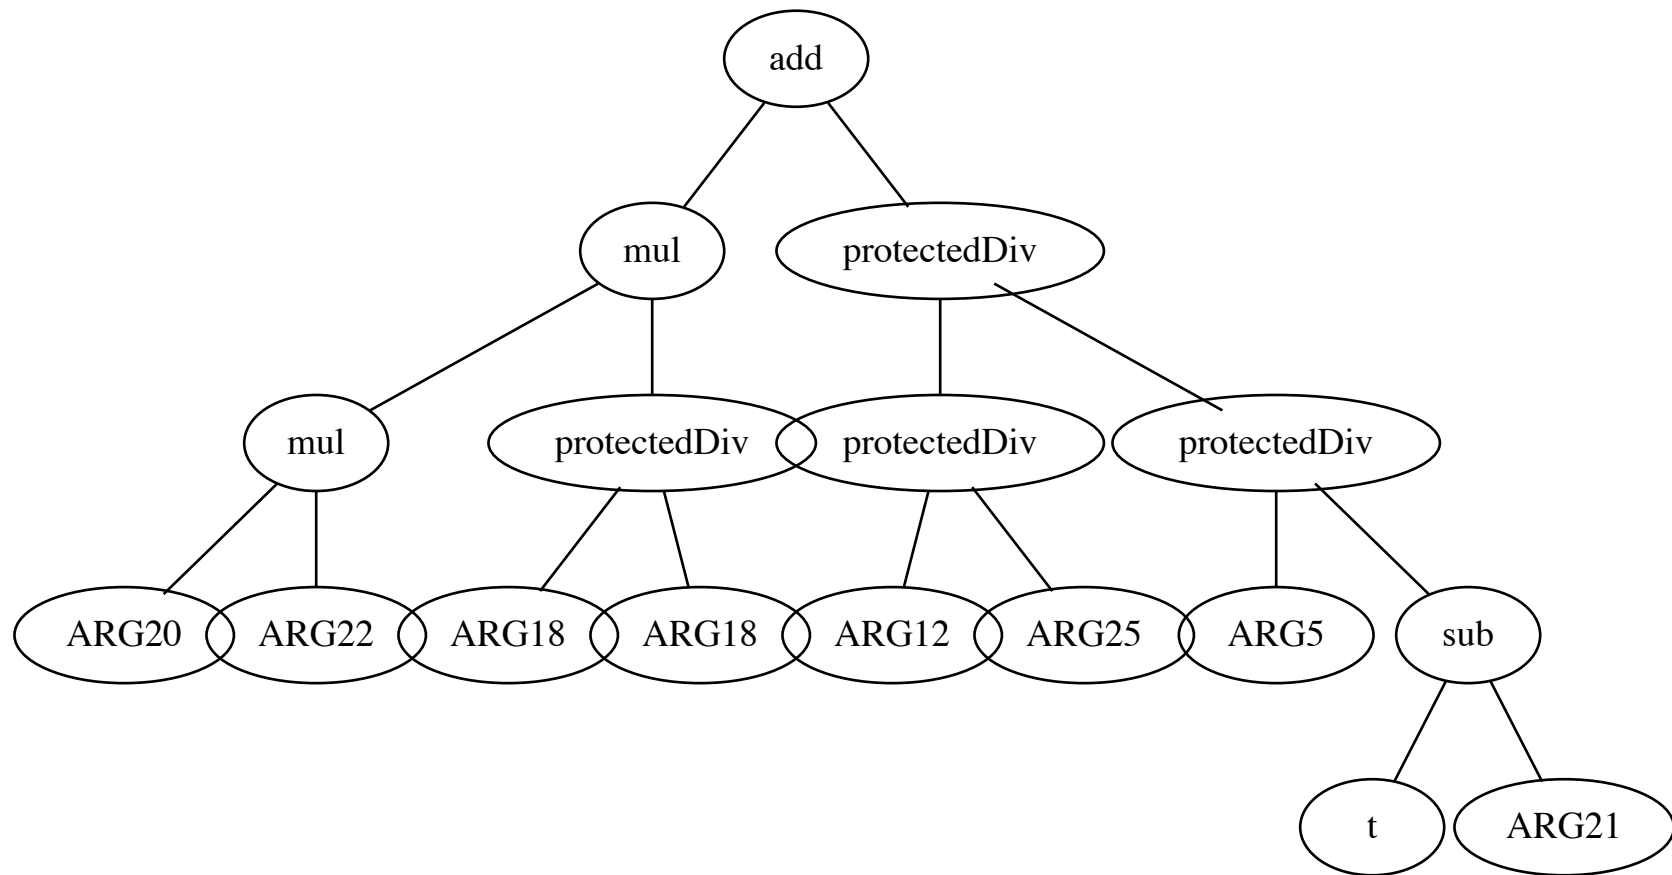 add
mul protectedDiv
mul protectedDiv protectedDiv protectedDiv
ARG20 ARG22 ARG18 ARG18 ARG12 ARG25 ARG5 sub
t ARG21